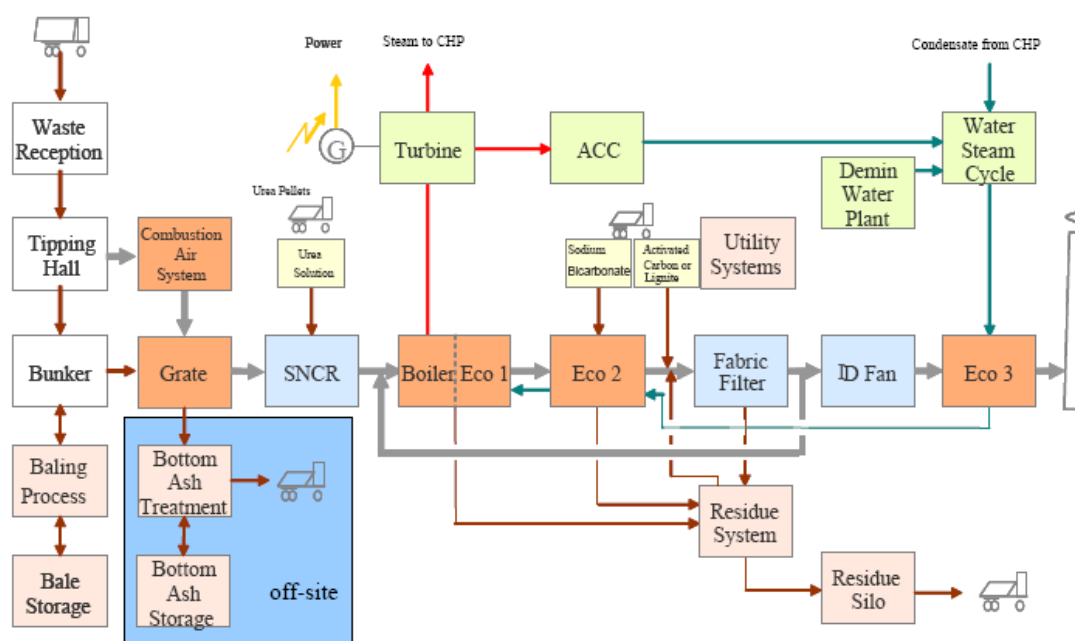 Power
Steam to CHP
Condensate from CHP
Waste
Reception
G
Turbine
ACC
Water
Steam
Cycle
Demin
Water
Plant
Urea Pellets
Tipping
Hall
Combustion
Air
System
Urea
Solution
Sodium
Bicarbonate
Activated
Carbon or
Lignite
Utility
Systems
Bunker
Grate
SNCR
Boiler
Eco 1
Eco 2
Fabric
Filter
ID Fan
Eco 3
Baling
Process
Bottom
Ash
Treatment
Residue
System
Bale
Storage
Bottom
Ash
Storage
off-site
Residue
Silo